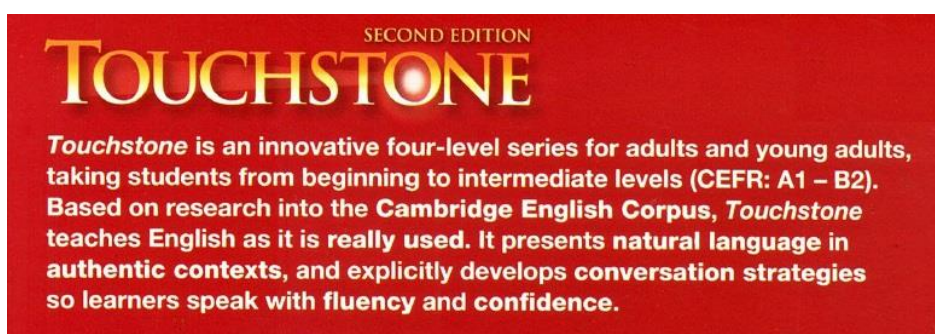 SECOND EDITION
TOUCHSTONE
Touchstone is an innovative four-level series for adults and young adults,
taking students from beginning to intermediate levels (CEFR: A1 – B2).
Based on research into the Cambridge English Corpus, Touchstone
teaches English as it is really used. It presents natural language in
authentic contexts, and explicitly develops conversation strategies
so learners speak with fluency and confidence.